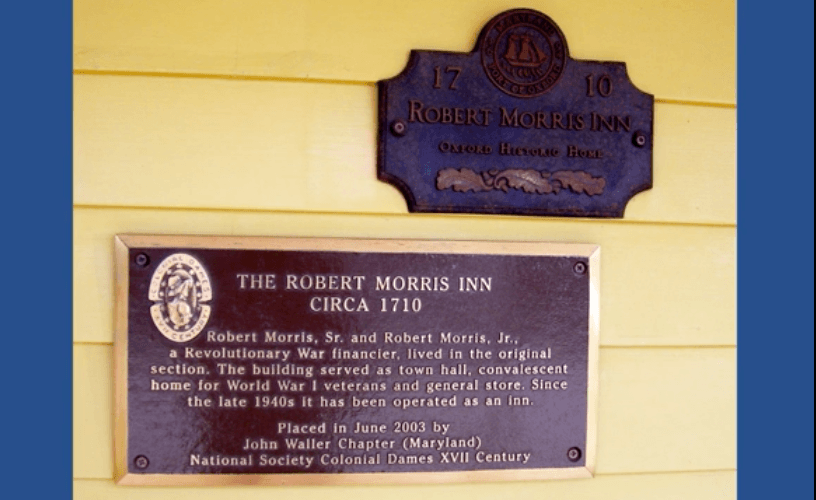 17 10
ROBERT MORRIS INN
OXFORD HISTORIC HOME
THE ROBERT MORRIS INN
CIRCA 1710
Robert Morris, Sr. and Robert Morris, Jr.,
a Revolutionary War financier, lived in the original
section. The building served as town hall, convalescent
home for World War I veterans and general store. Since
the late 1940s it has been operated as an inn.
Placed in June 2003 by
John Waller Chapter (Maryland)
National Society Colonial Dames XVII Century